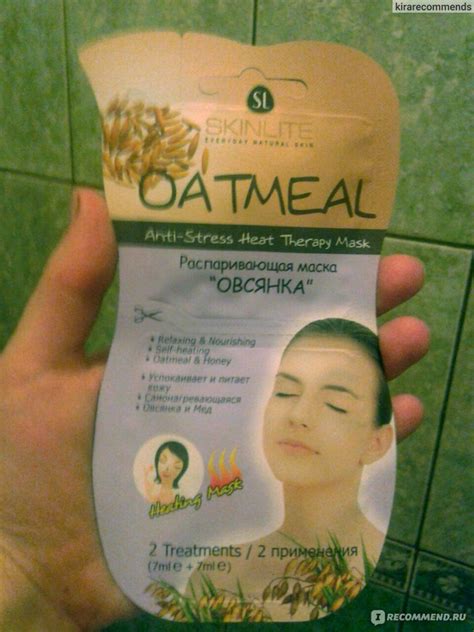 kirarecommends
SL
SKINLITE
EVERYDAY NATURAL SKIN
OATMEAL
Anti-Stress Heat Therapy Mask
Распаривающая маска
"ОВСЯНКА"
Relaxing & Nourishing
Self-heating
Oatmeal & Honey
Успокаивает и питает
кожу
Самонагревающаяся
Овсянка и Мед
Heating Mask
2 Treatments / 2 применения
(7ml ℮ + 7ml ℮)
I RECOMMEND.RU